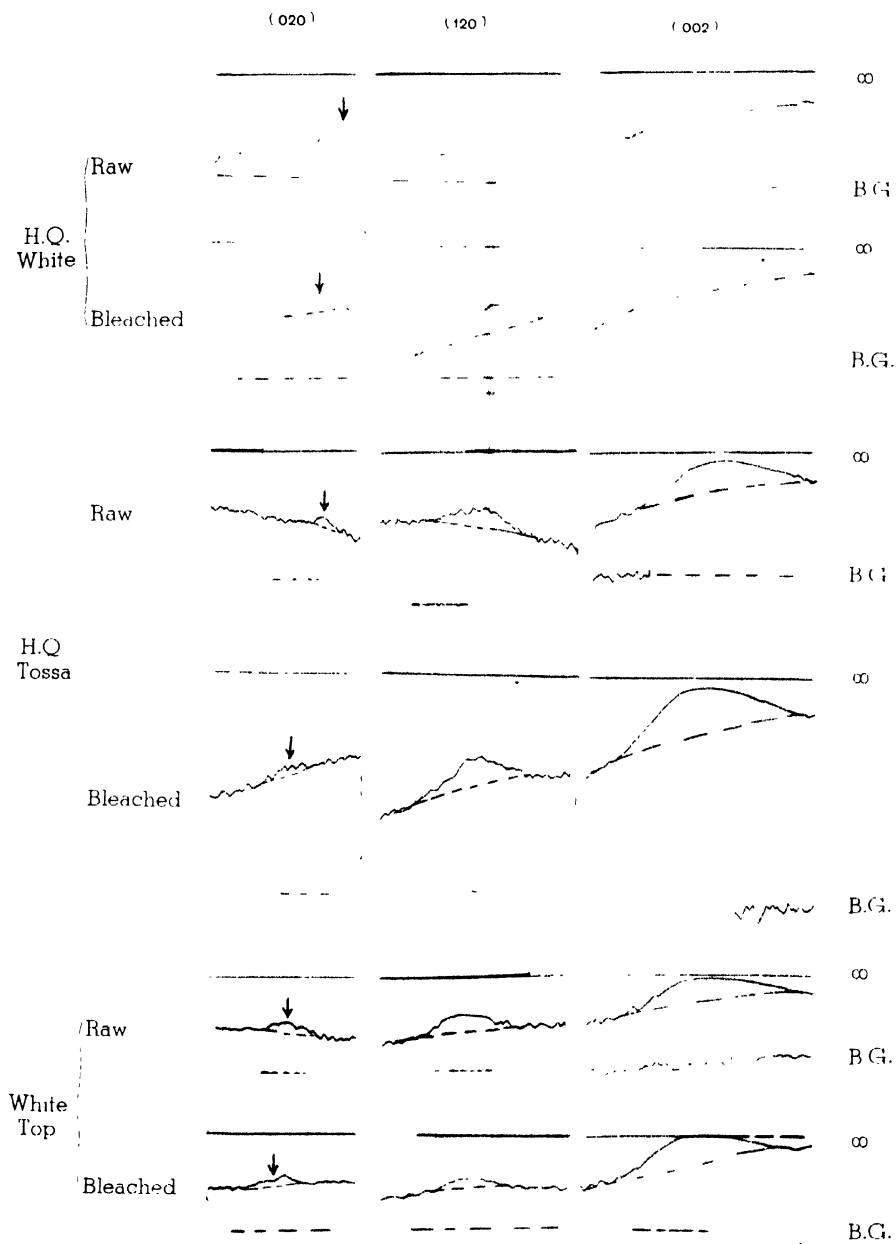 (020) (120) (002)
∞
Raw
B G
H.Q.
White
∞
Bleached
B.G.
∞
Raw
B G
H.Q
Tossa
∞
Bleached
B.G.
∞
Raw
B G.
White
Top
∞
Bleached
B.G.